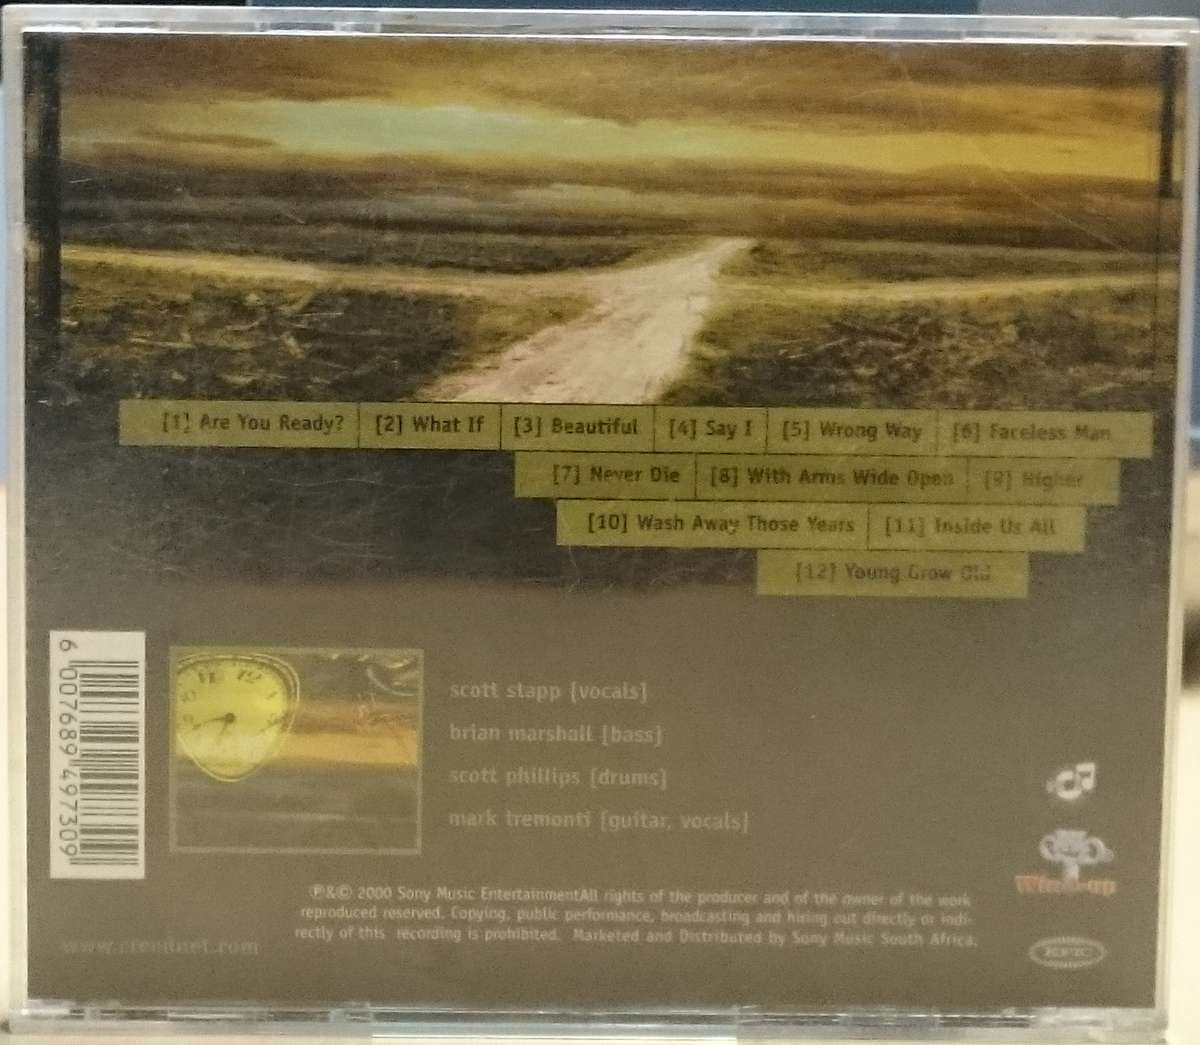 [1] Are You Ready? [2] What If [3] Beautiful [4] Say I [5] Wrong Way [6] Faceless Man
[7] Never Die [8] With Arms Wide Open [9] Higher
[10] Wash Away Those Years [11] Inside Us All
[12] Young Grow Old
scott stapp [vocals]
brian marshall [bass]
scott phillips [drums]
mark tremonti [guitar, vocals]
6 007689 497309
Wind-up
℗&© 2000 Sony Music EntertainmentAll rights of the producer and of the owner of the work
reproduced reserved. Copying, public performance, broadcasting and hiring out directly or indi-
rectly of this recording is prohibited. Marketed and Distributed by Sony Music South Africa.